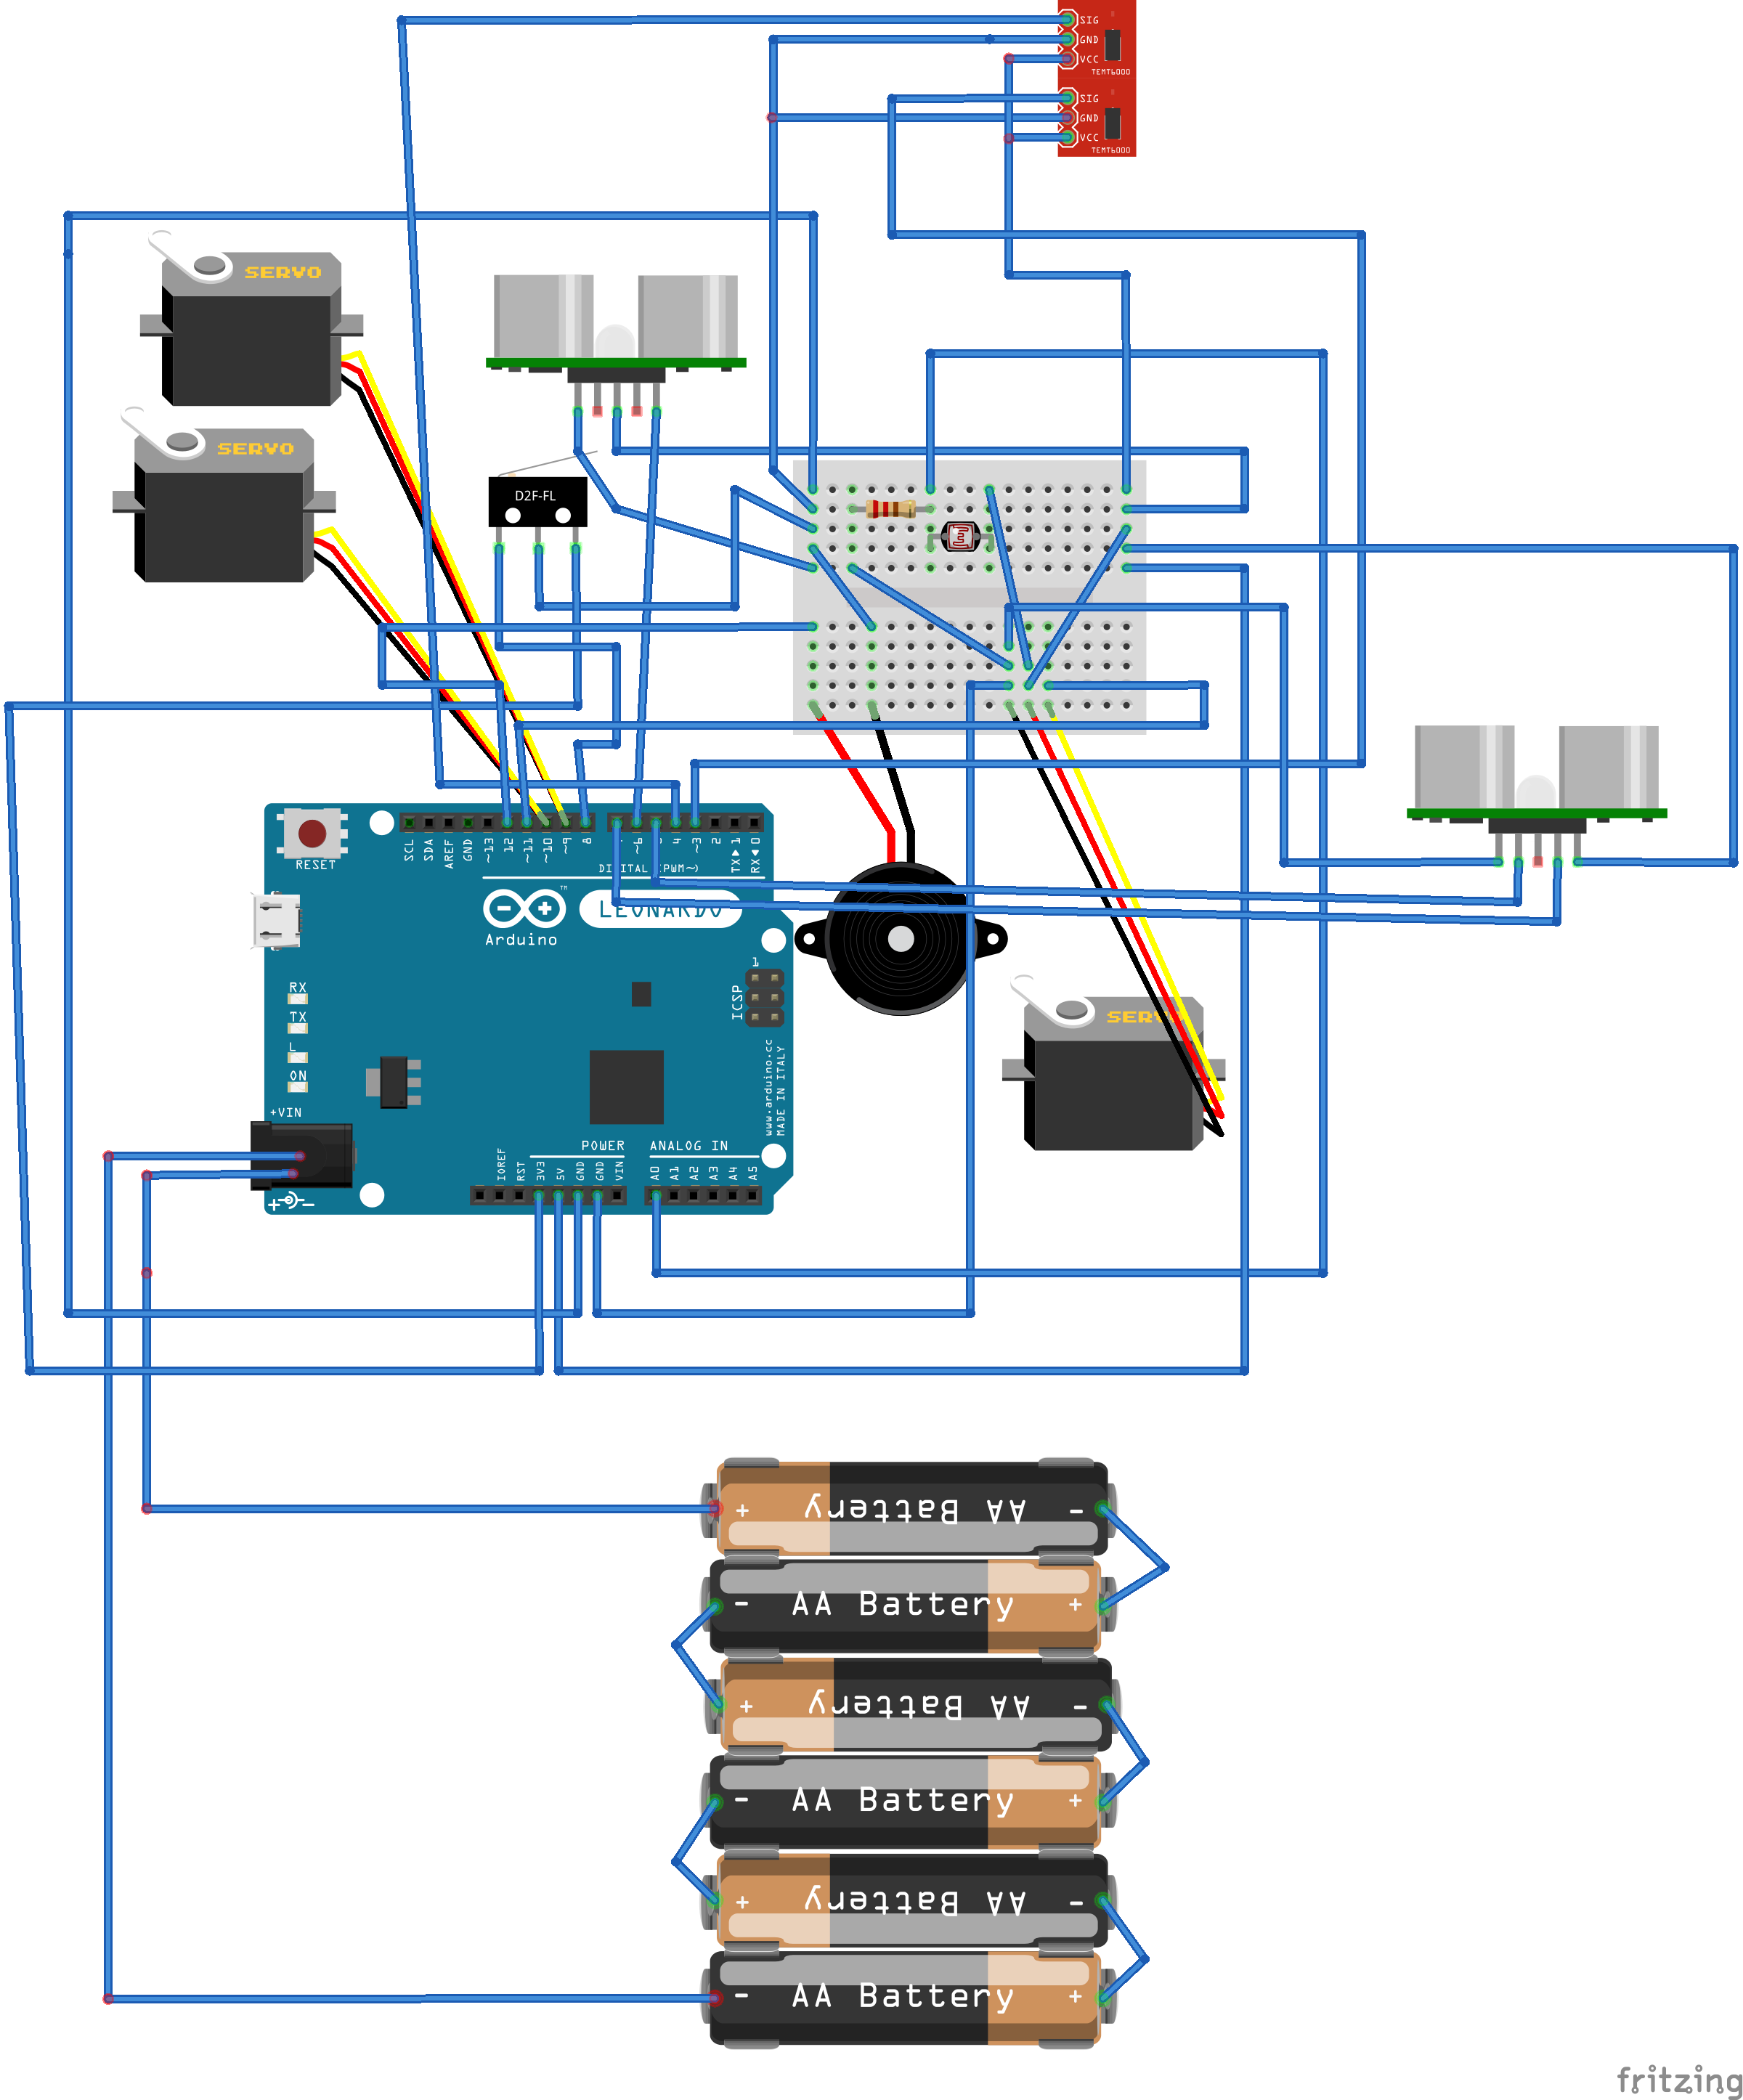 SIG
GND
VCC
TEMT6000
SIG
GND
VCC
TEMT6000
SERVO
SERVO
D2F-FL
RESET
SCL
SDA
AREF
GND
~13
12
~11
~10
~9
8
~6
4
~3
2
TX▶1
RX◀0
DIGITAL (PWM~)
LEONARDO
TM
Arduino
RX
TX
L
ON
+VIN
1
ICSP
www.arduino.cc
MADE IN ITALY
SERVO
POWER
ANALOG IN
IOREF
RST
3V3
5V
GND
GND
VIN
A0
A1
A2
A3
A4
A5
+ -
+ AA Battery -
- AA Battery +
+ AA Battery -
- AA Battery +
+ AA Battery -
- AA Battery +
fritzing